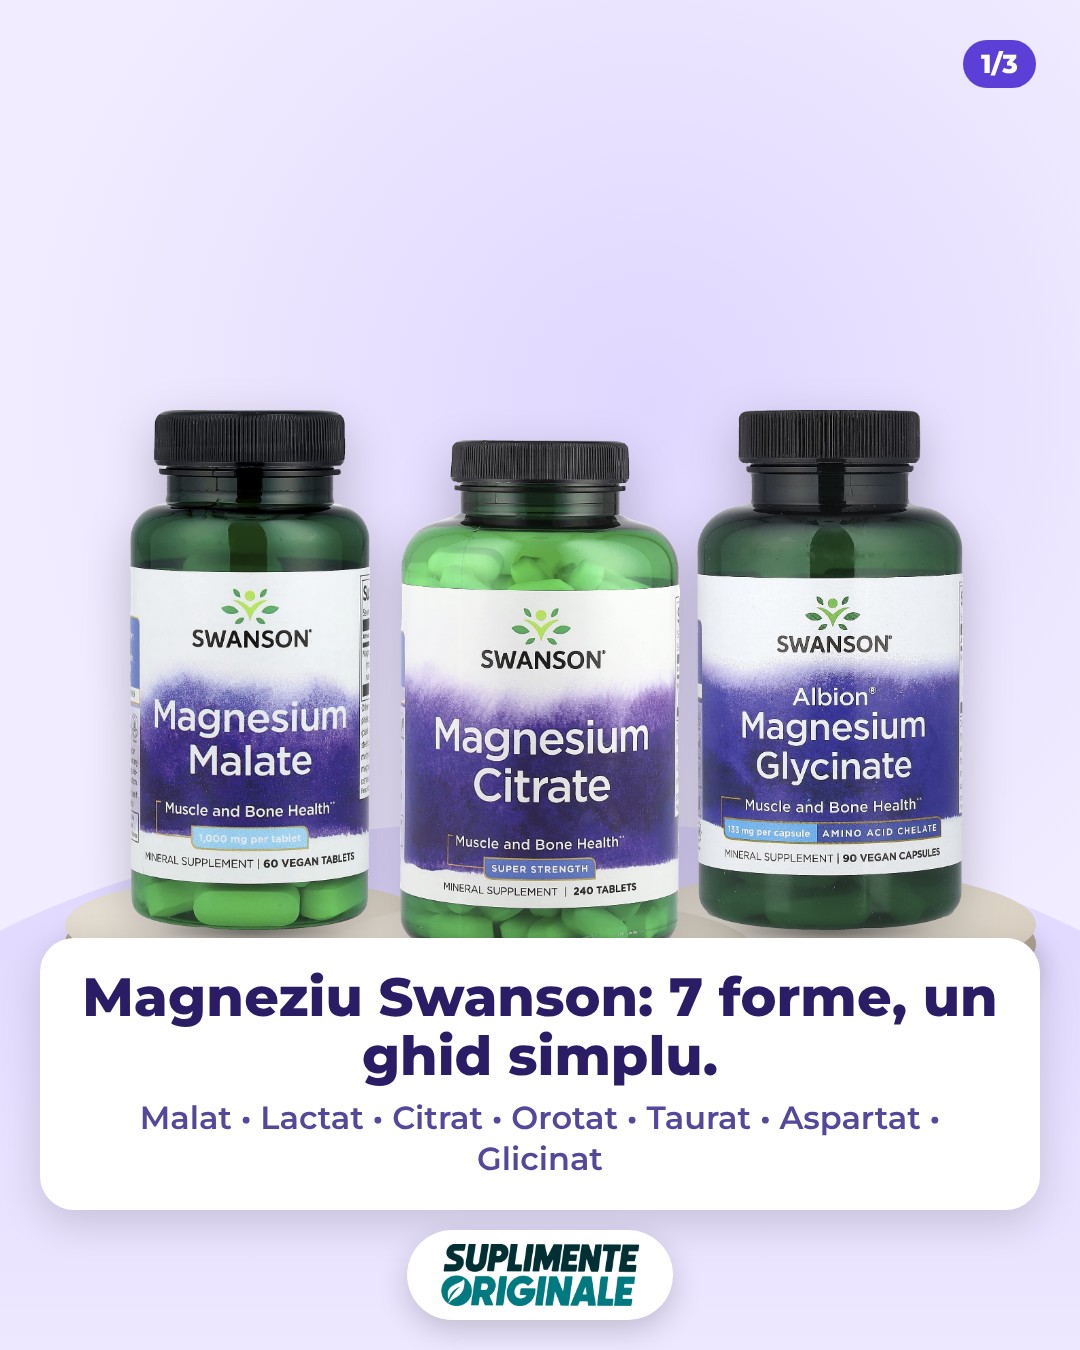 1/3
SWANSON®
Magnesium
Malate
Muscle and Bone Health
1,000 mg per tablet
MINERAL SUPPLEMENT | 60 VEGAN TABLETS
SWANSON®
Magnesium
Citrate
Muscle and Bone Health
SUPER STRENGTH
MINERAL SUPPLEMENT | 240 TABLETS
SWANSON®
Albion®
Magnesium
Glycinate
Muscle and Bone Health
133 mg per capsule AMINO ACID CHELATE
MINERAL SUPPLEMENT | 90 VEGAN CAPSULES
Magneziu Swanson: 7 forme, un
ghid simplu.
Malat • Lactat • Citrat • Orotat • Taurat • Aspartat •
Glicinat
SUPLIMENTE
ORIGINALE